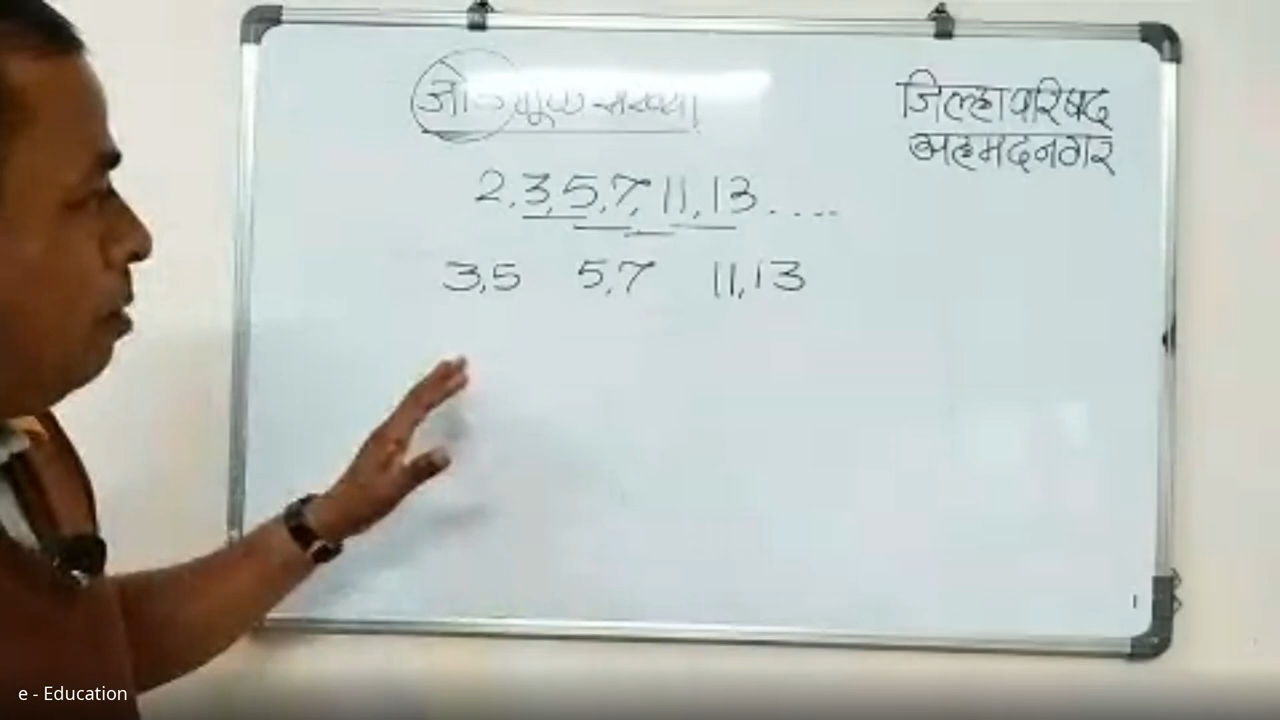 जोडमूळ संख्या
जिल्हा परिषद
अहमदनगर
2,3,5,7,11,13.....
3,5 5,7 11,13
e - Education